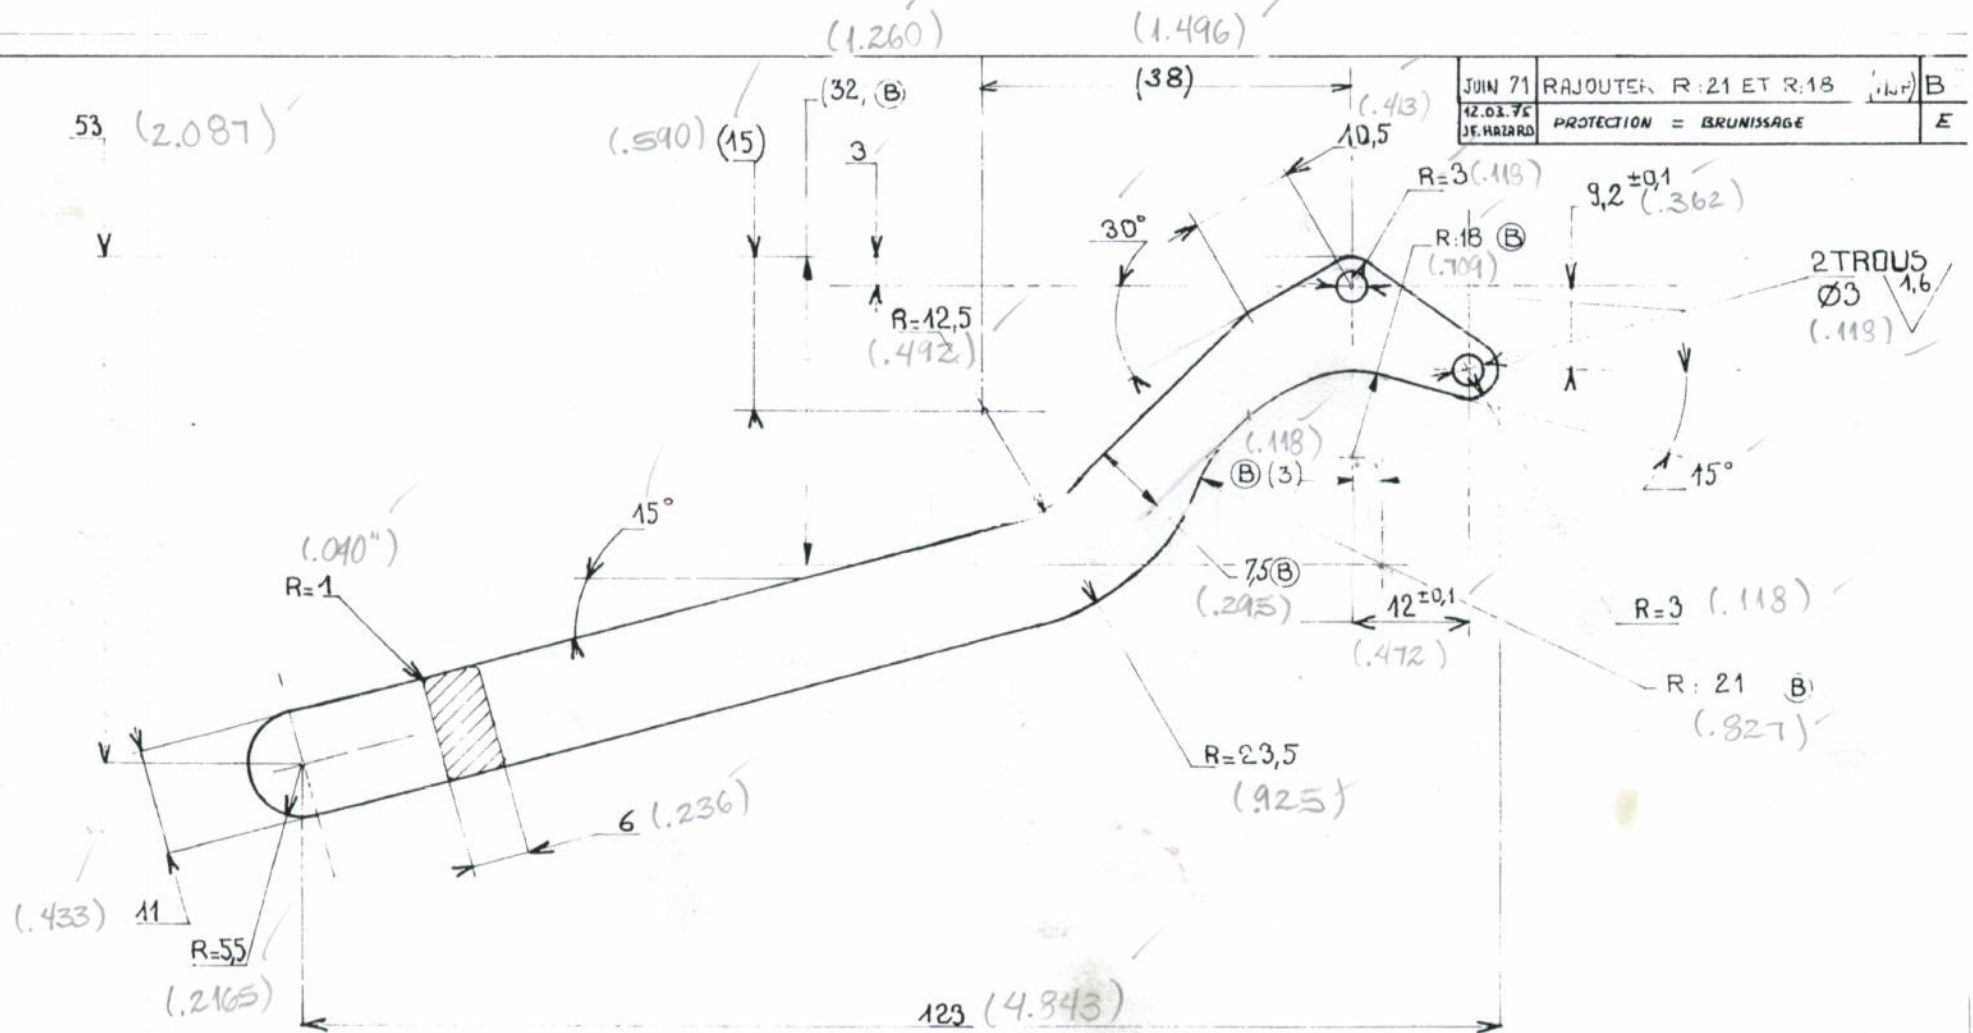 (1.260)
(1.496)
53 (2.087)
(32, B)
(38)
JUIN 71 RAJOUTER R:21 ET R:18 B
12.03.75 JF. HAZARD PROTECTION = BRUNISSAGE E
(.590) (15)
3
(.413)
10,5
R=3 (.118)
9,2 ±0,1
(.362)
30°
R:18 B
(.709)
2 TROUS
Ø3 1,6
(.118)
R=12,5
(.492)
(.118)
B (3)
15°
15°
(.040")
R=1
7,5 B
(.295)
12 ±0,1
(.472)
R=3 (.118)
R: 21 B
(.827)
R=23,5
(.925)
6 (.236)
(.433) 11
R=5,5
(.2165)
123 (4.843)